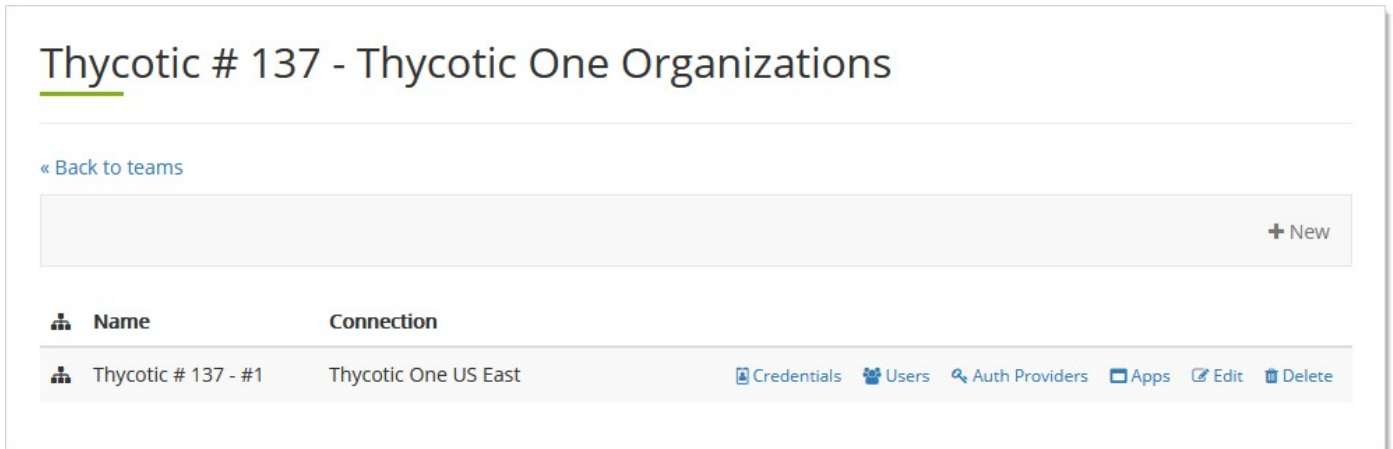 Thycotic # 137 - Thycotic One Organizations
« Back to teams
New
Name Connection
Thycotic # 137 - #1 Thycotic One US East Credentials Users Auth Providers Apps Edit Delete